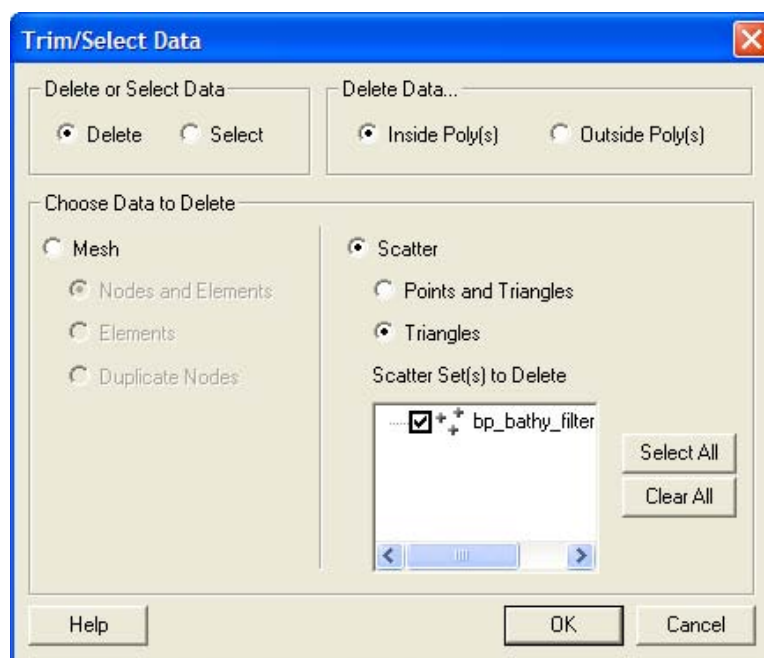 Trim/Select Data
Delete or Select Data
Delete
Select
Delete Data...
Inside Poly(s)
Outside Poly(s)
Choose Data to Delete
Mesh
Nodes and Elements
Elements
Duplicate Nodes
Scatter
Points and Triangles
Triangles
Scatter Set(s) to Delete
bp_bathy_filter
Select All
Clear All
Help
OK
Cancel